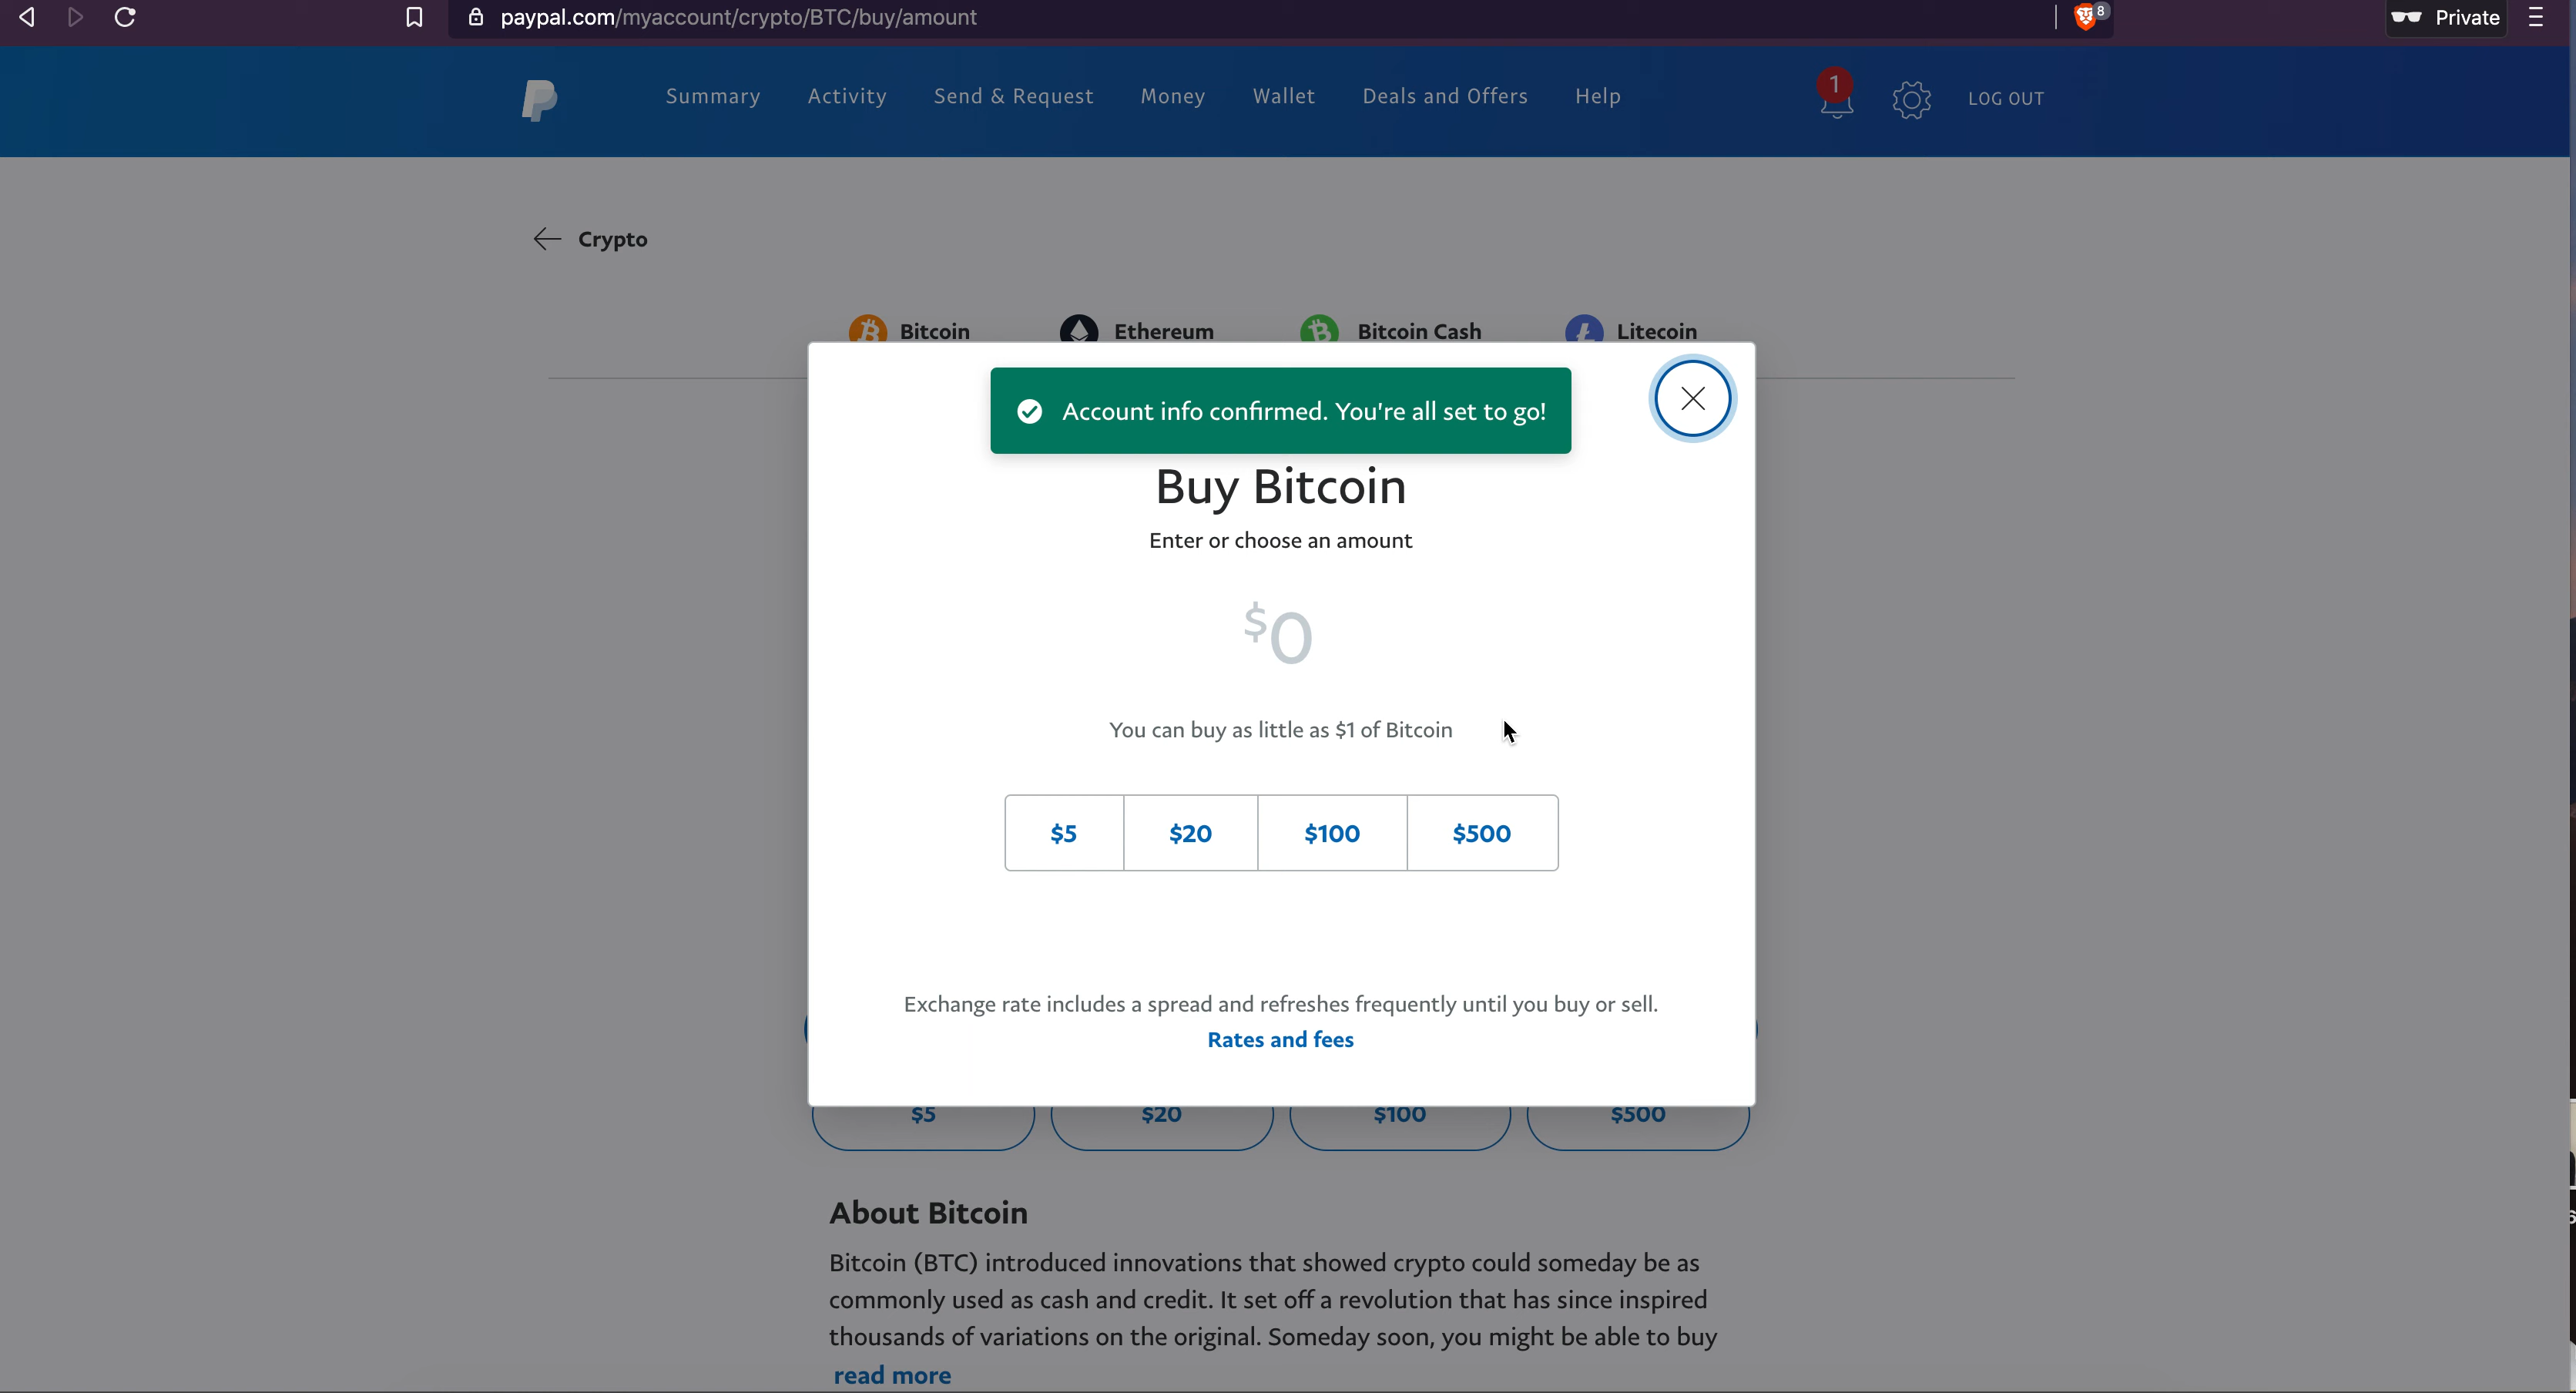 paypal.com/myaccount/crypto/BTC/buy/amount
8
Private
Summary
Activity
Send & Request
Money
Wallet
Deals and Offers
Help
1
LOG OUT
Crypto
Bitcoin
Ethereum
Bitcoin Cash
Litecoin
Account info confirmed. You're all set to go!
Buy Bitcoin
Enter or choose an amount
$0
You can buy as little as $1 of Bitcoin
$5
$20
$100
$500
Exchange rate includes a spread and refreshes frequently until you buy or sell.
Rates and fees
$5
$20
$100
$500
About Bitcoin
Bitcoin (BTC) introduced innovations that showed crypto could someday be as
commonly used as cash and credit. It set off a revolution that has since inspired
thousands of variations on the original. Someday soon, you might be able to buy
read more